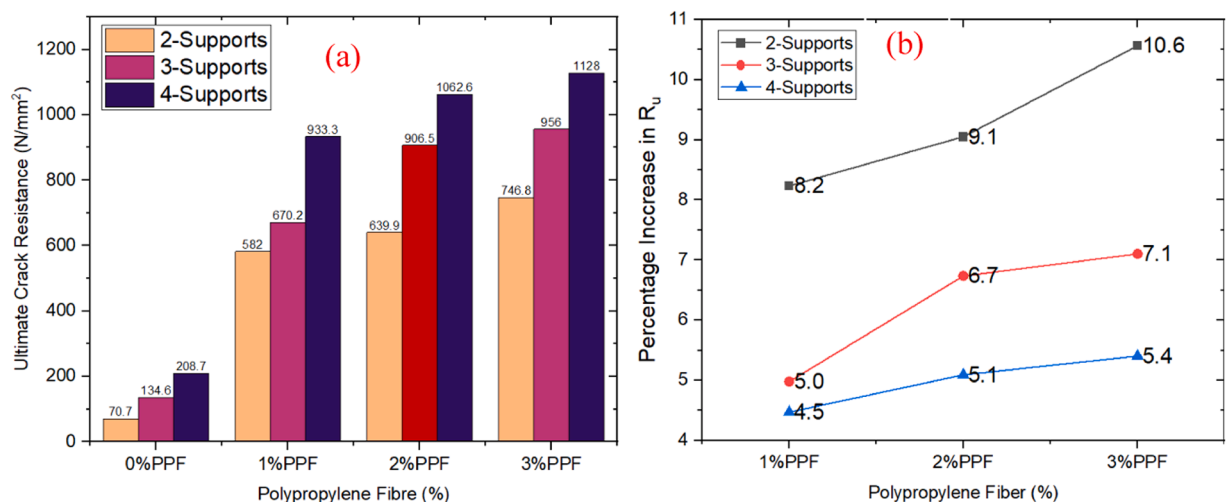 (a)
2-Supports
3-Supports
4-Supports
Ultimate Crack Resistance (N/mm²)
1200
1000
800
600
400
200
0
70.7
134.6
208.7
582
670.2
933.3
639.9
906.5
1062.6
746.8
956
1128
0%PPF
1%PPF
2%PPF
3%PPF
Polypropylene Fibre (%)
(b)
2-Supports
3-Supports
4-Supports
Percentage Inccrease in Ru
11
10
9
8
7
6
5
4
8.2
9.1
10.6
5.0
6.7
7.1
4.5
5.1
5.4
1%PPF
2%PPF
3%PPF
Polypropylene Fiber (%)